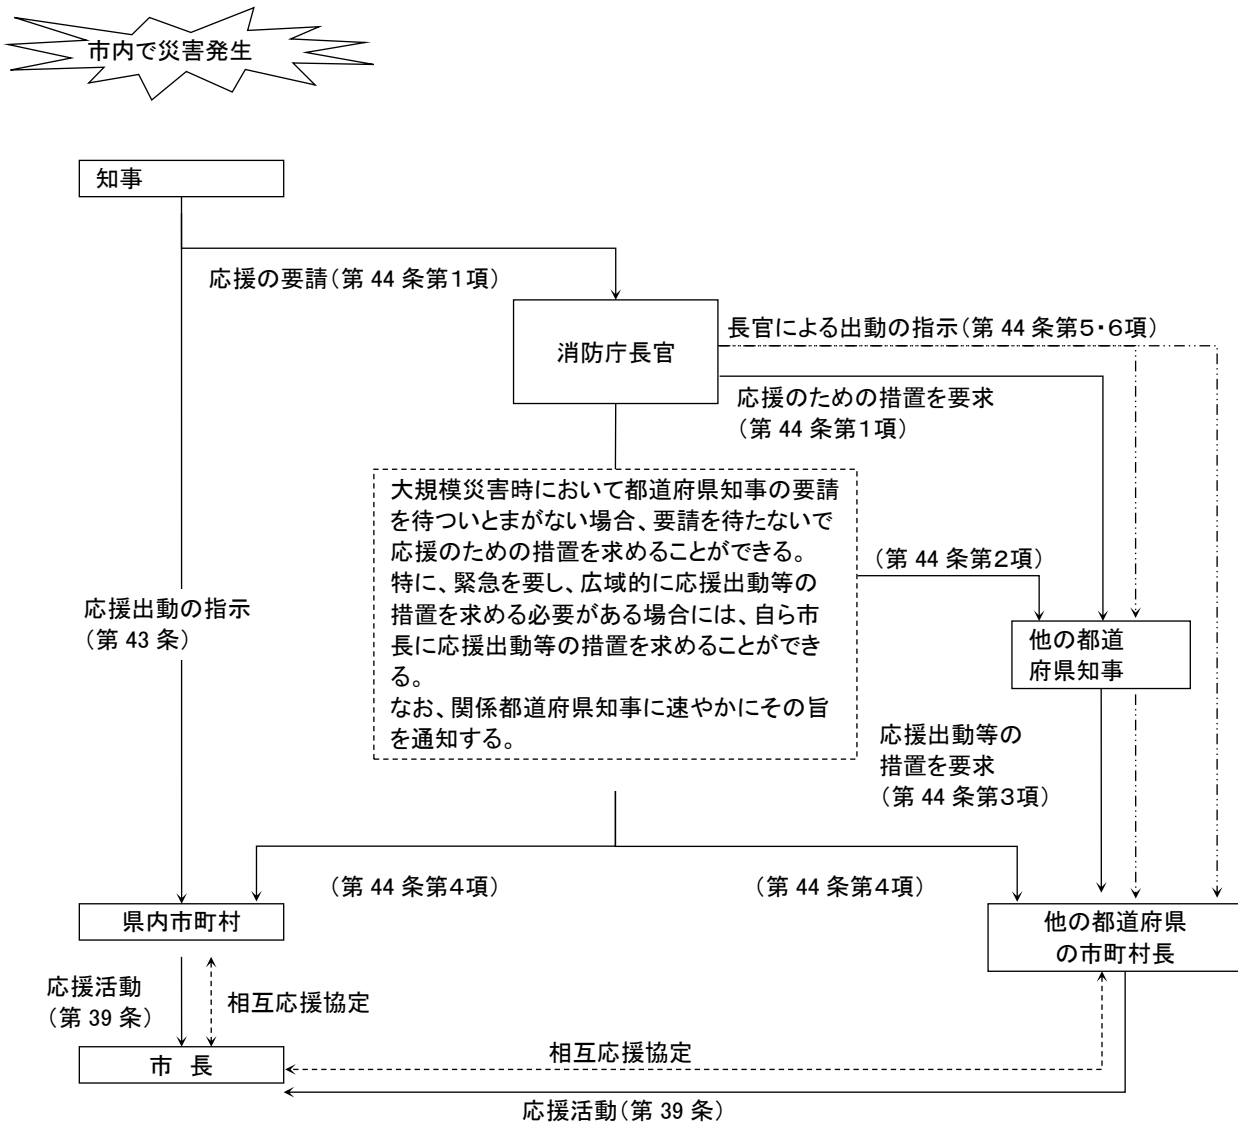 市内で災害発生
知事
応援の要請(第 44 条第1項)
消防庁長官
長官による出動の指示(第 44 条第5・6項)
応援のための措置を要求
(第 44 条第1項)
大規模災害時において都道府県知事の要請
を待ついとまがない場合、要請を待たないで
応援のための措置を求めることができる。
特に、緊急を要し、広域的に応援出動等の
措置を求める必要がある場合には、自ら市
長に応援出動等の措置を求めることができ
る。
なお、関係都道府県知事に速やかにその旨
を通知する。
(第 44 条第2項)
応援出動の指示
(第 43 条)
他の都道
府県知事
応援出動等の
措置を要求
(第 44 条第3項)
(第 44 条第4項)
(第 44 条第4項)
県内市町村
他の都道府県
の市町村長
応援活動
(第 39 条)
相互応援協定
市 長
相互応援協定
応援活動(第 39 条)